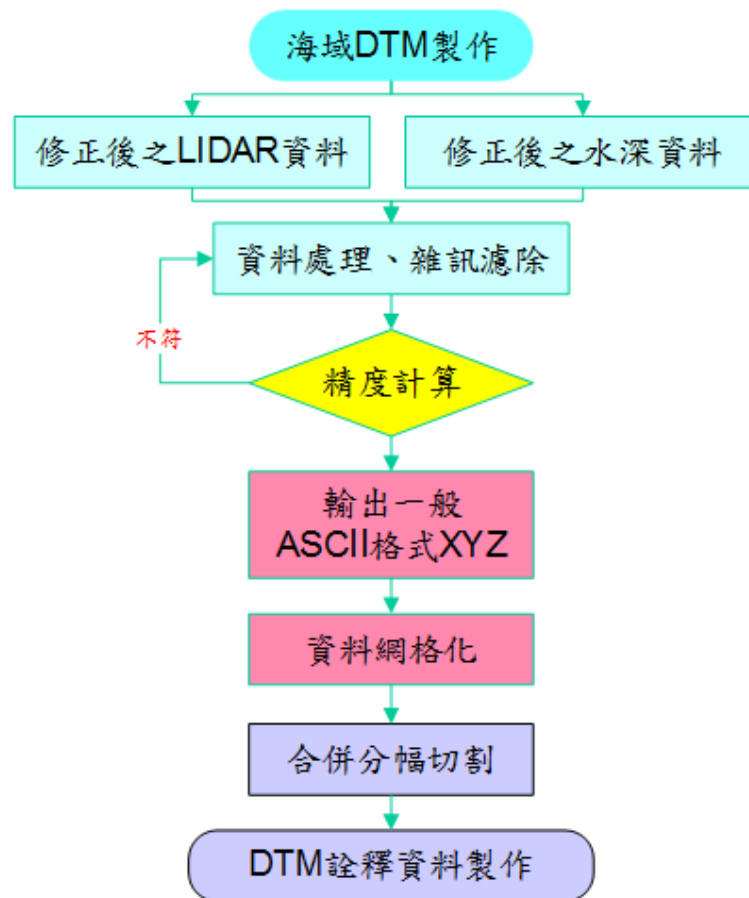 海域DTM製作
修正後之LIDAR資料
修正後之水深資料
資料處理、雜訊濾除
不符
精度計算
輸出一般
ASCII格式XYZ
資料網格化
合併分幅切割
DTM詮釋資料製作